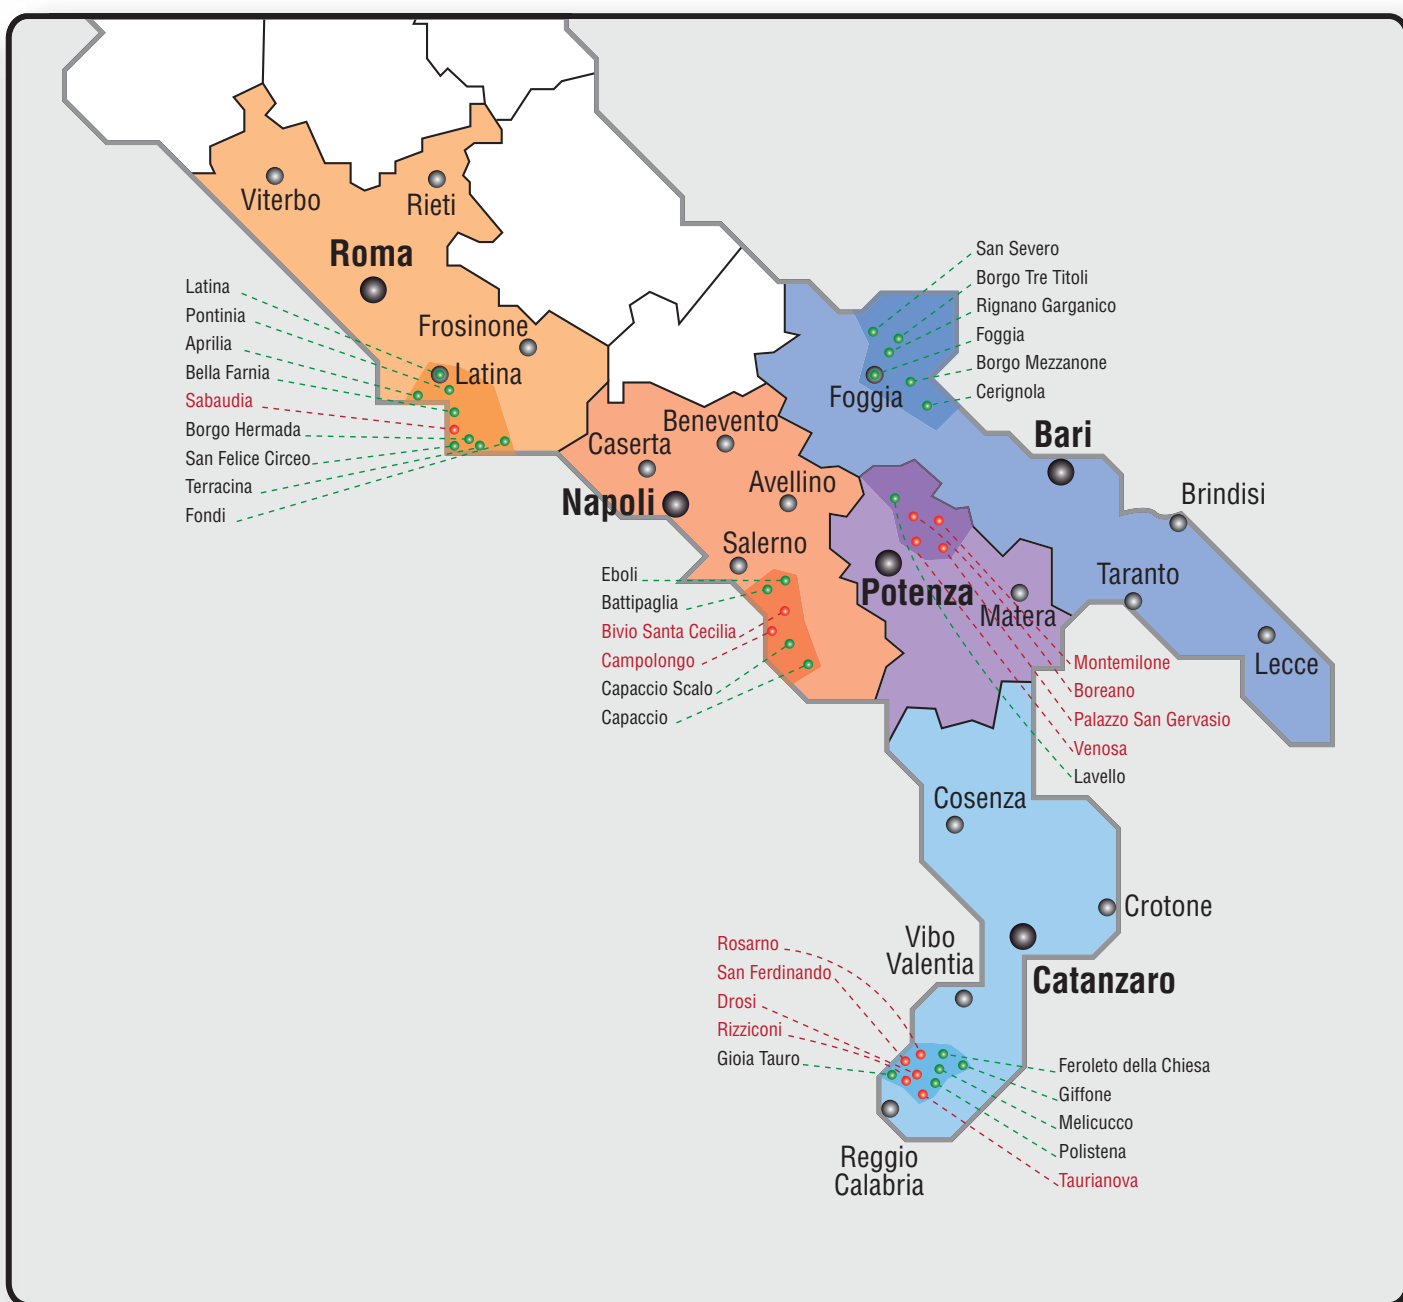 Viterbo
Rieti
Roma
Frosinone
Latina
Latina
Pontinia
Aprilia
Bella Farnia
Sabaudia
Borgo Hermada
San Felice Circeo
Terracina
Fondi
San Severo
Borgo Tre Titoli
Rignano Garganico
Foggia
Borgo Mezzanone
Cerignola
Foggia
Bari
Brindisi
Taranto
Lecce
Benevento
Caserta
Avellino
Napoli
Salerno
Potenza
Matera
Eboli
Battipaglia
Bivio Santa Cecilia
Campolongo
Capaccio Scalo
Capaccio
Montemilone
Boreano
Palazzo San Gervasio
Venosa
Lavello
Cosenza
Crotone
Vibo
Valentia
Catanzaro
Rosarno
San Ferdinando
Drosi
Rizziconi
Gioia Tauro
Feroleto della Chiesa
Giffone
Melicucco
Polistena
Taurianova
Reggio
Calabria